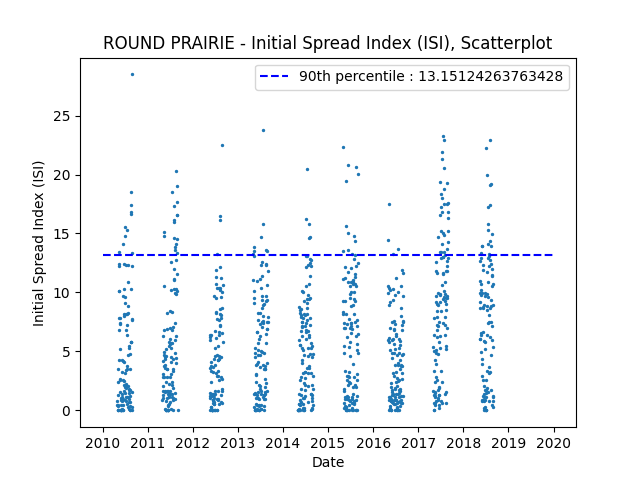 ROUND PRAIRIE - Initial Spread Index (ISI), Scatterplot
90th percentile : 13.15124263763428
Initial Spread Index (ISI)
25
20
15
10
5
0
2010 2011 2012 2013 2014 2015 2016 2017 2018 2019 2020
Date